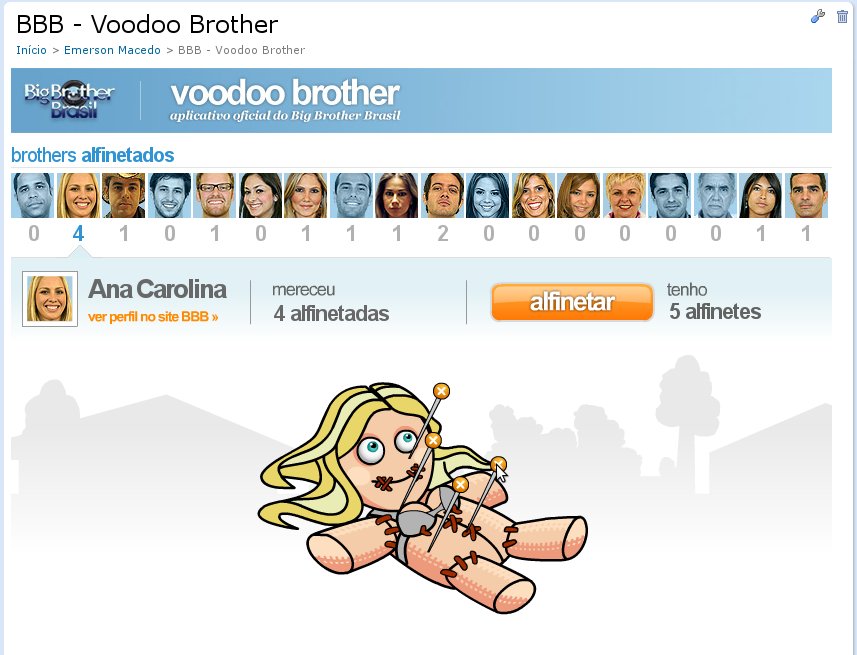 BBB - Voodoo Brother
Início > Emerson Macedo > BBB - Voodoo Brother
Big Brother
Brasil
voodoo brother
aplicativo oficial do Big Brother Brasil
brothers alfinetados
0 4 1 0 1 0 1 1 1 2 0 0 0 0 0 0 1 1
Ana Carolina
ver perfil no site BBB »
mereceu
4 alfinetadas
alfinetar
tenho
5 alfinetes